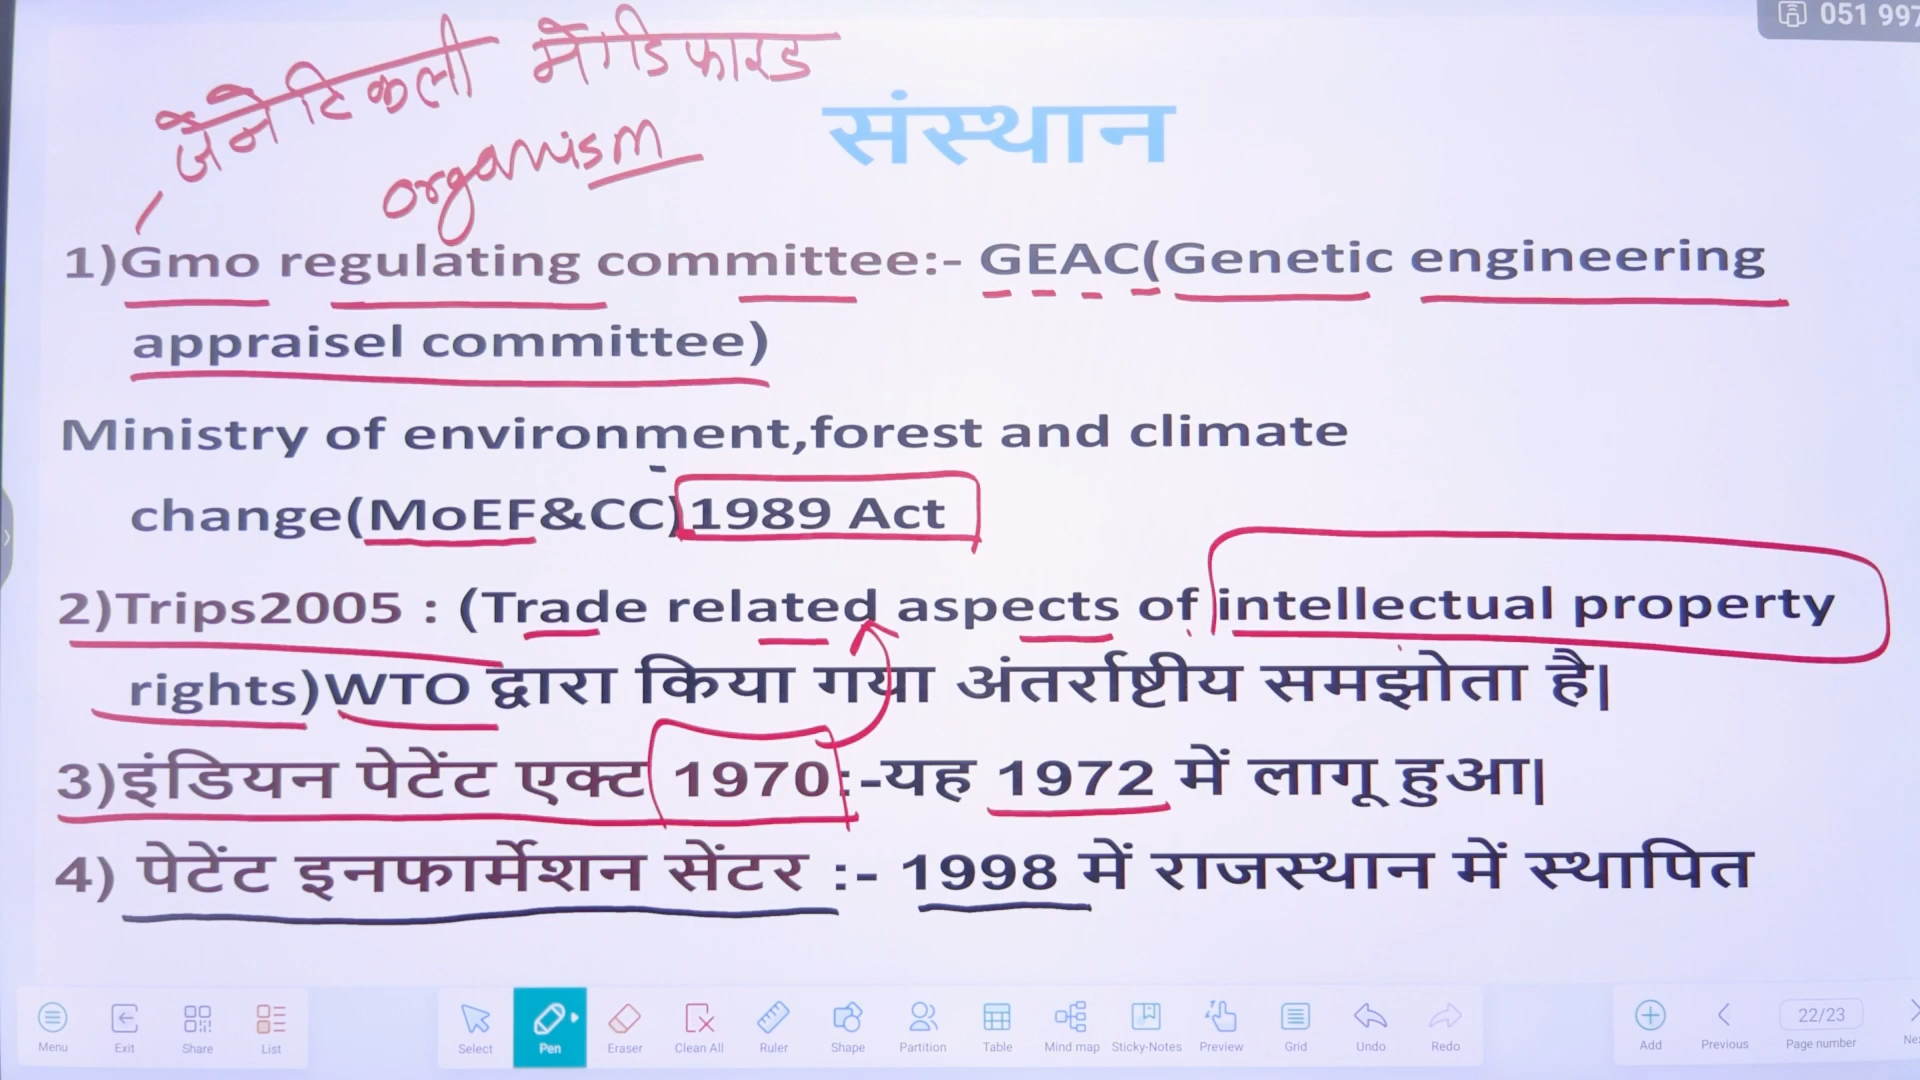 051 997
जेनेटिकली मोडिफाइड
organism
संस्थान
1)Gmo regulating committee:- GEAC(Genetic engineering
appraisel committee)
Ministry of environment,forest and climate
change(MoEF&CC)1989 Act
2)Trips2005 : (Trade related aspects of intellectual property
rights)WTO द्वारा किया गया अंतर्राष्टीय समझोता है|
3)इंडियन पेटेंट एक्ट 1970:-यह 1972 में लागू हुआ|
4) पेटेंट इनफार्मेशन सेंटर :- 1998 में राजस्थान में स्थापित
Menu Exit Share List Select Pen Eraser Clean All Ruler Shape Partition Table Mind map Sticky-Notes Preview Grid Undo Redo Add Previous 22/23 Page number